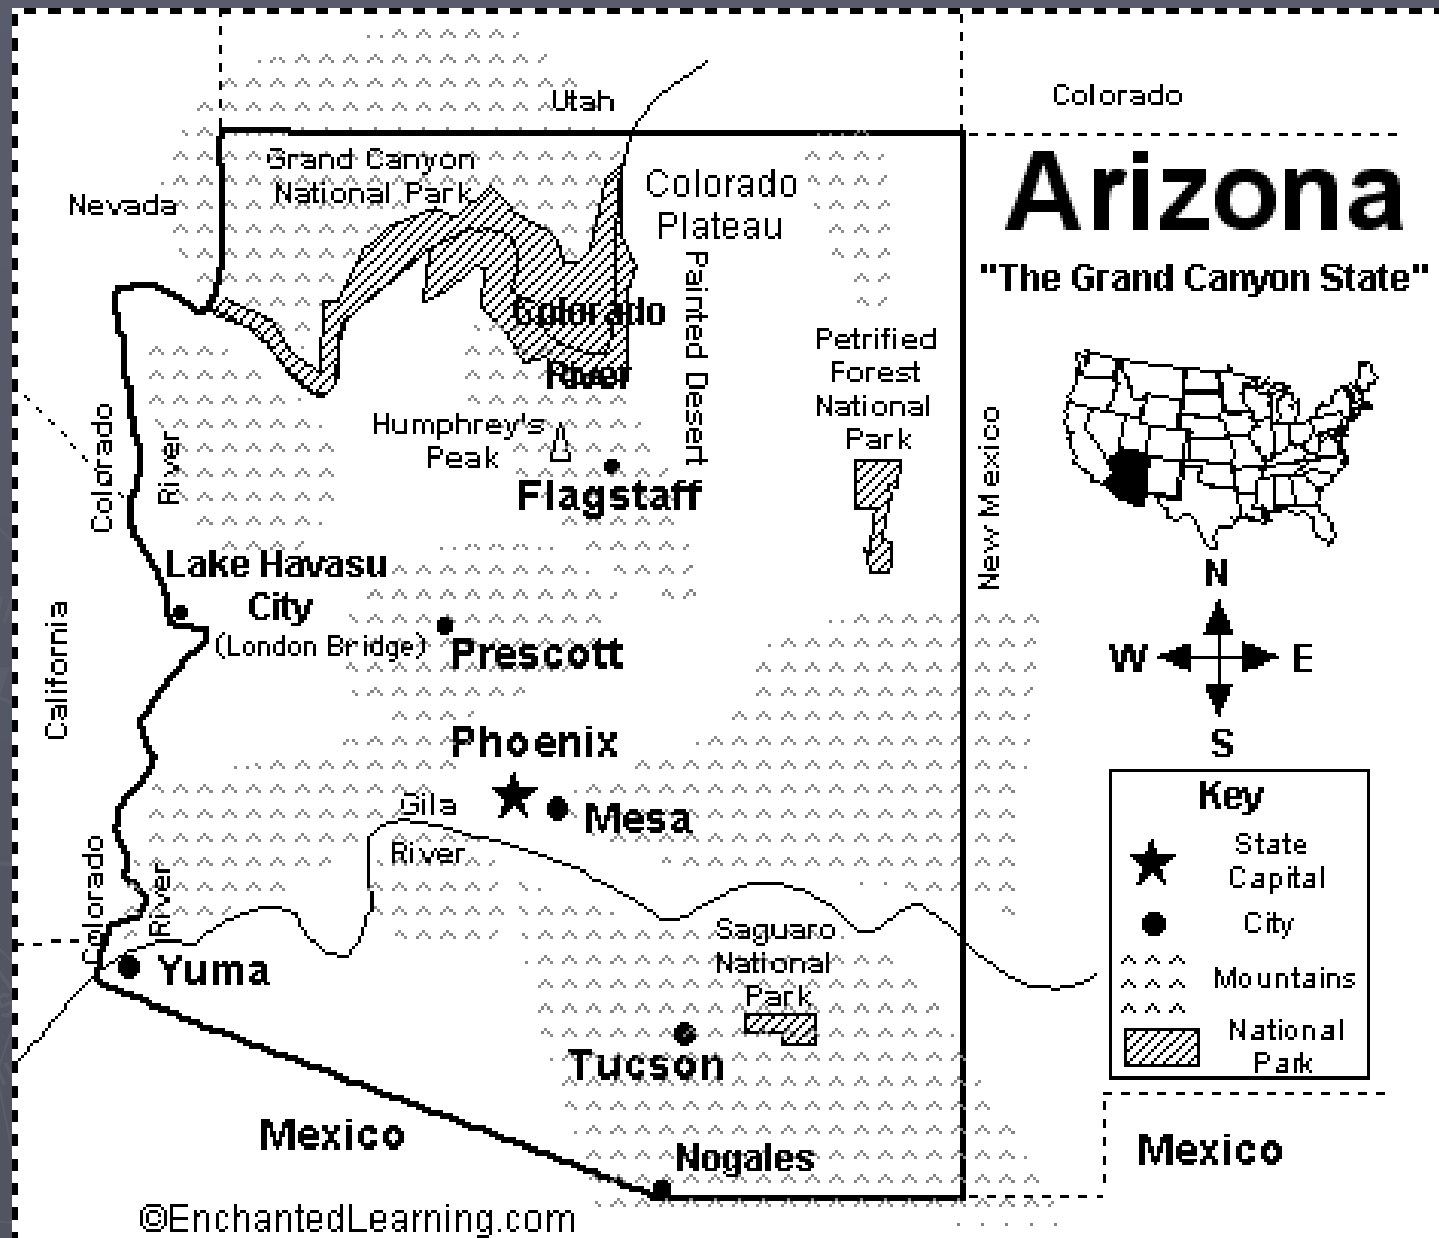 Utah
Colorado
Grand Canyon
National Park
Nevada
Colorado
Plateau
Arizona
"The Grand Canyon State"
Painted Desert
Colorado
River
Petrified
Forest
National
Park
Humphrey's
Peak
Flagstaff
New Mexico
Colorado
River
Lake Havasu
City
(London Bridge)
Prescott
California
N
W
E
S
Phoenix
Mesa
Gila
River
Colorado
River
Yuma
Saguaro
National
Park
Tucson
Key
State
Capital
City
Mountains
National
Park
Mexico
Nogales
Mexico
©EnchantedLearning.com